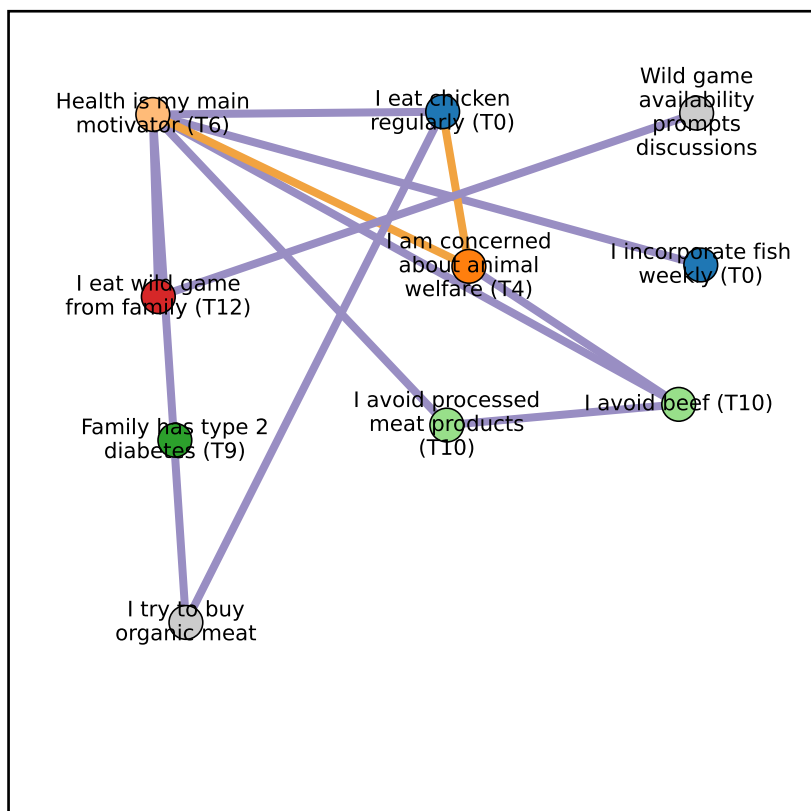 Health is my main
motivator (T6)
I eat chicken
regularly (T0)
Wild game
availability
prompts
discussions
I am concerned
about animal
welfare (T4)
I incorporate fish
weekly (T0)
I eat wild game
from family (T12)
I avoid processed
meat products
(T10)
I avoid beef (T10)
Family has type 2
diabetes (T9)
I try to buy
organic meat